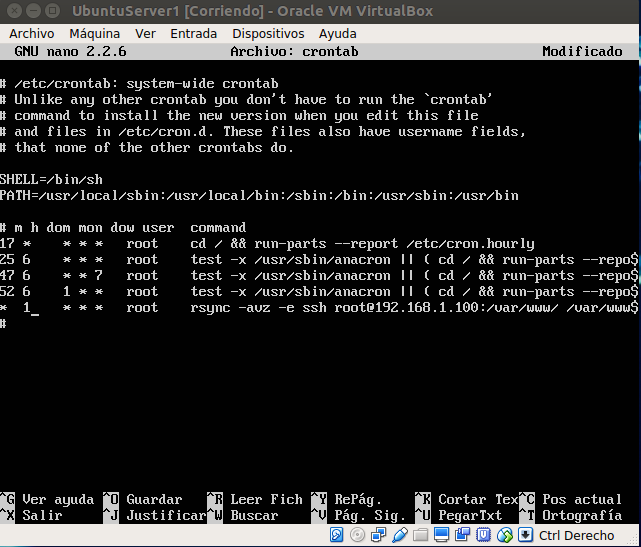 UbuntuServer1 [Corriendo] - Oracle VM VirtualBox
Archivo Máquina Ver Entrada Dispositivos Ayuda
GNU nano 2.2.6 Archivo: crontab Modificado
# /etc/crontab: system-wide crontab
# Unlike any other crontab you don't have to run the `crontab'
# command to install the new version when you edit this file
# and files in /etc/cron.d. These files also have username fields,
# that none of the other crontabs do.
SHELL=/bin/sh
PATH=/usr/local/sbin:/usr/local/bin:/sbin:/bin:/usr/sbin:/usr/bin
# m h dom mon dow user command
17 * * * * root cd / && run-parts --report /etc/cron.hourly
25 6 * * * root test -x /usr/sbin/anacron || ( cd / && run-parts --repo$
47 6 * * 7 root test -x /usr/sbin/anacron || ( cd / && run-parts --repo$
52 6 1 * * root test -x /usr/sbin/anacron || ( cd / && run-parts --repo$
* 1_ * * * root rsync -avz -e ssh root@192.168.1.100:/var/www/ /var/www$
#
^G Ver ayuda ^O Guardar ^R Leer Fich ^Y RePág. ^K Cortar Tex ^C Pos actual
^X Salir ^J Justificar ^W Buscar ^V Pág. Sig. ^U PegarTxt ^T Ortografía
Ctrl Derecho